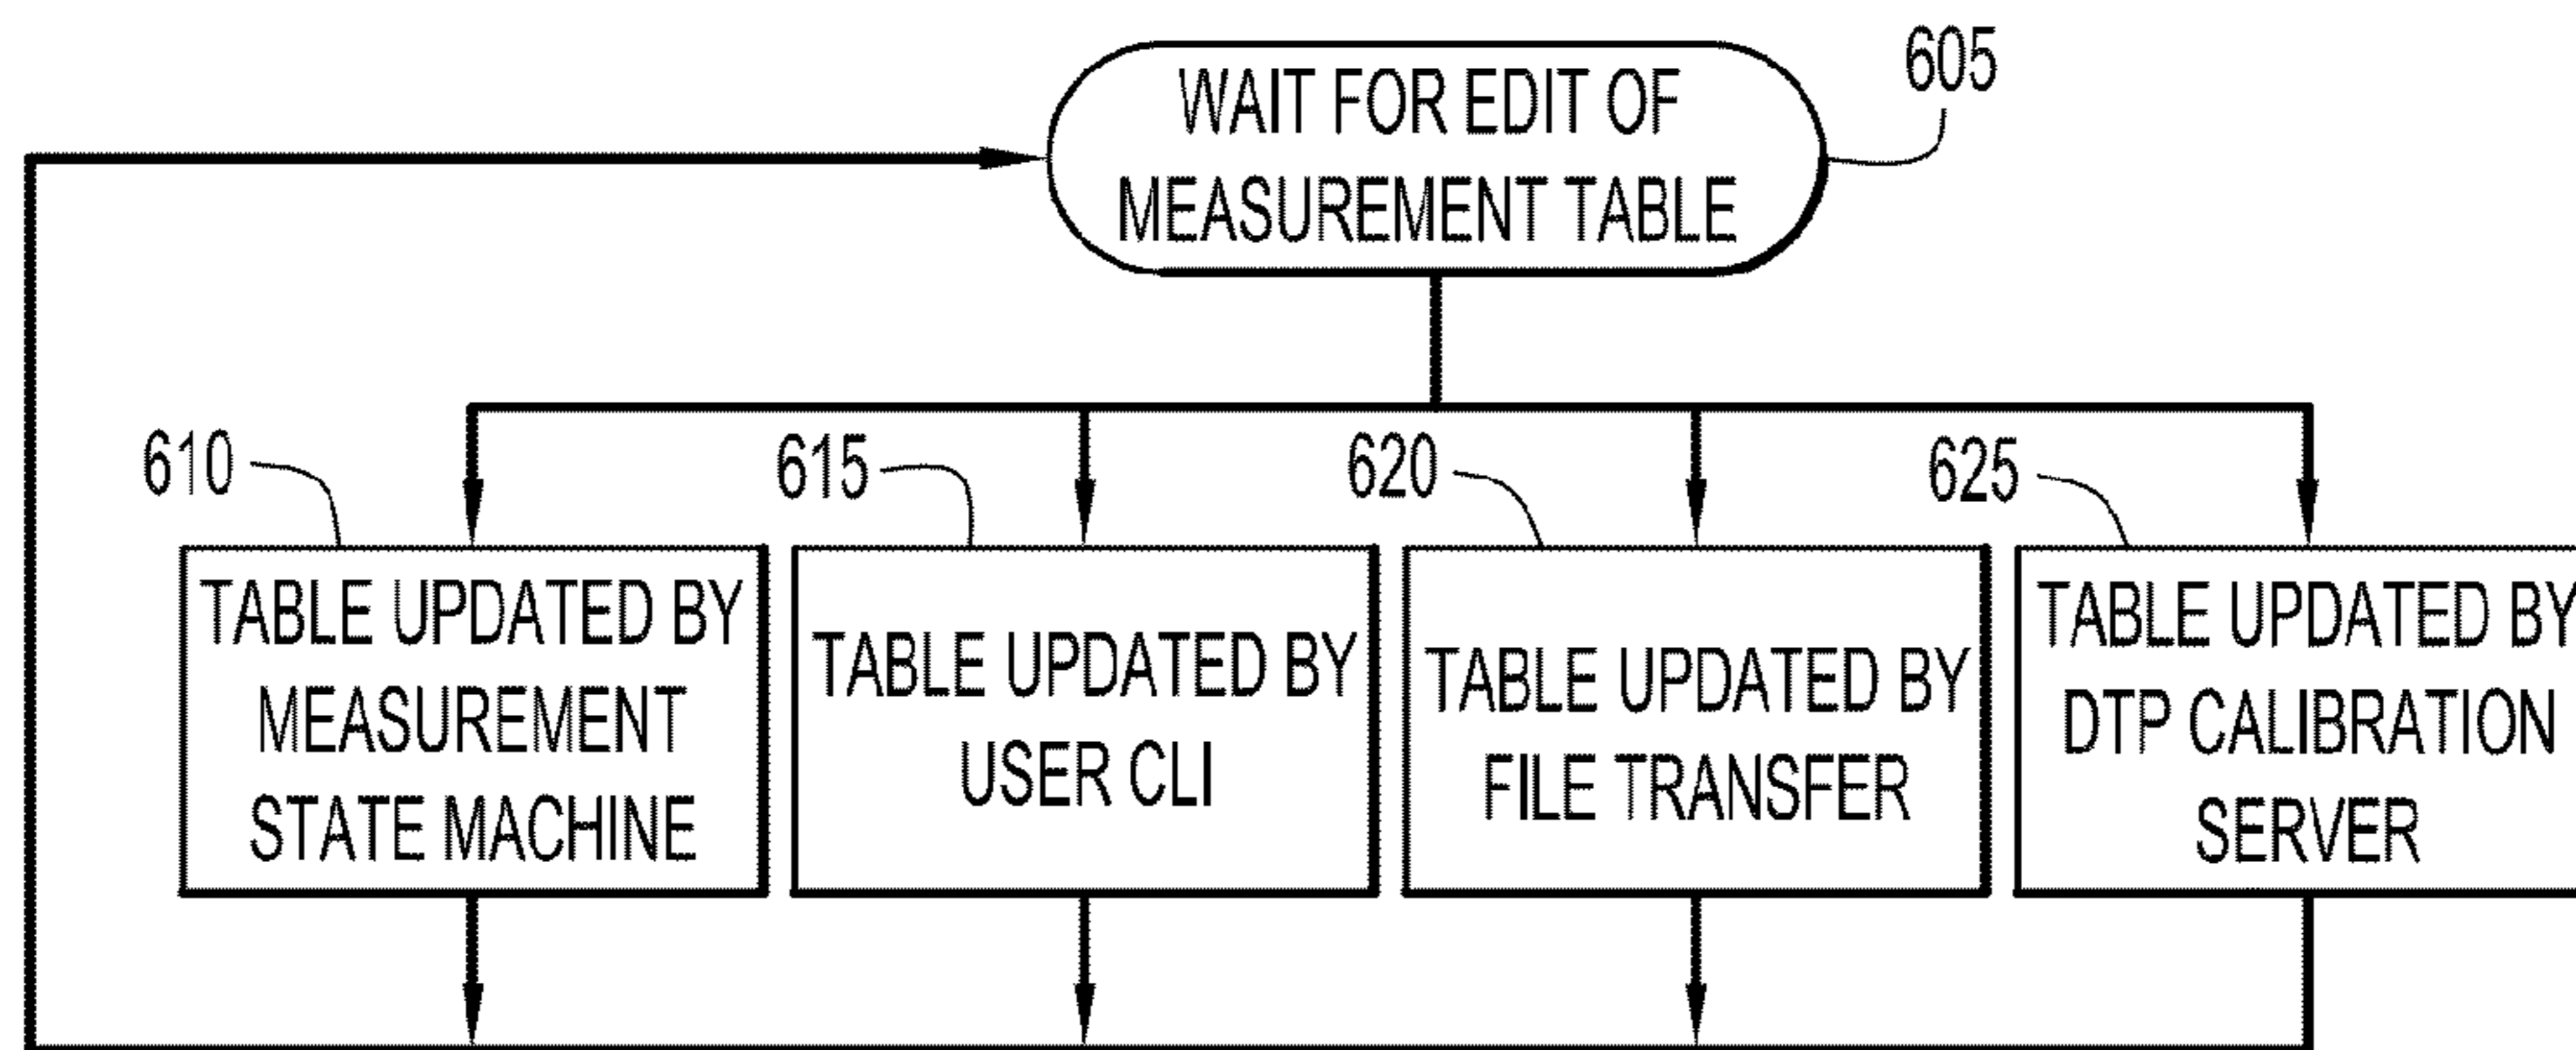 WAIT FOR EDIT OF
MEASUREMENT TABLE
605
610
615
620
625
TABLE UPDATED BY
MEASUREMENT
STATE MACHINE
TABLE UPDATED BY
USER CLI
TABLE UPDATED BY
FILE TRANSFER
TABLE UPDATED BY
DTP CALIBRATION
SERVER